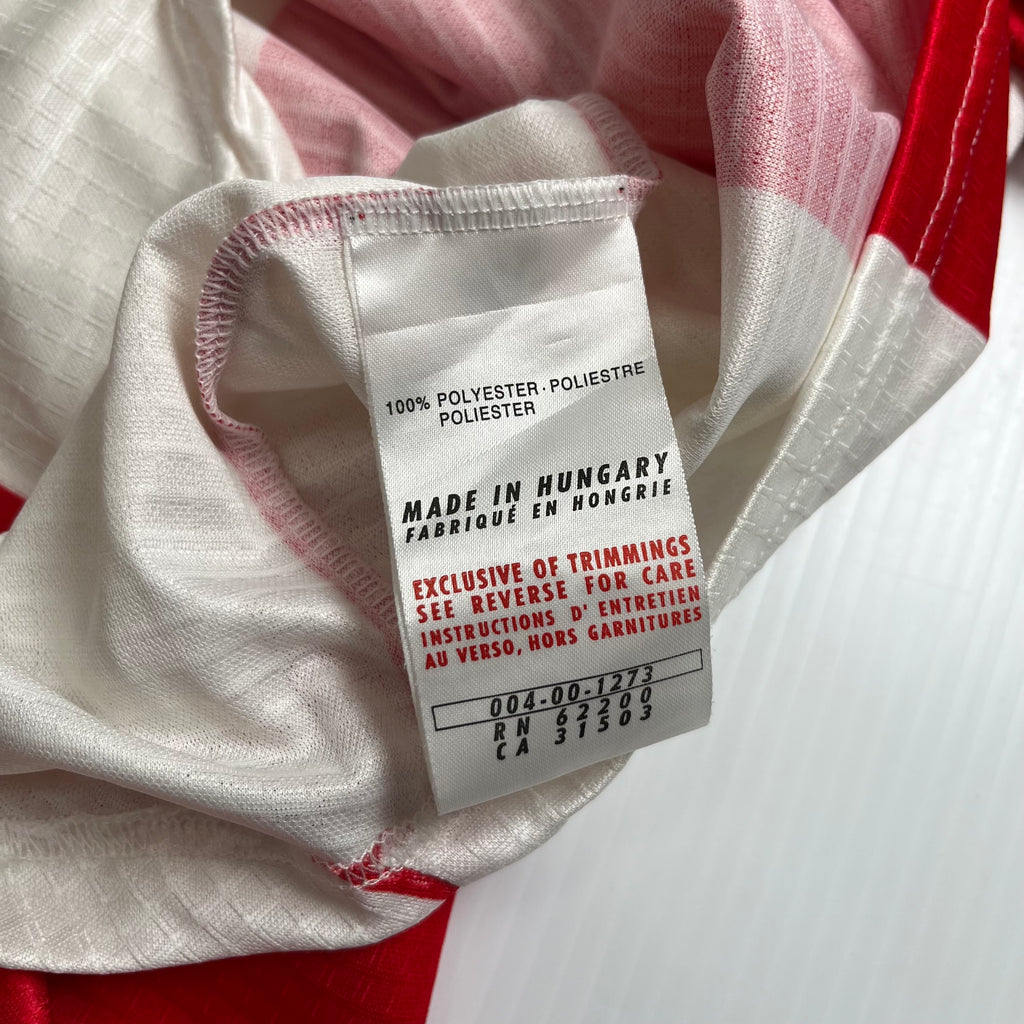 100% POLYESTER · POLIESTRE
POLIESTER
MADE IN HUNGARY
FABRIQUÉ EN HONGRIE
EXCLUSIVE OF TRIMMINGS
SEE REVERSE FOR CARE
INSTRUCTIONS D' ENTRETIEN
AU VERSO, HORS GARNITURES
004-00-1273
RN 62200
CA 31503